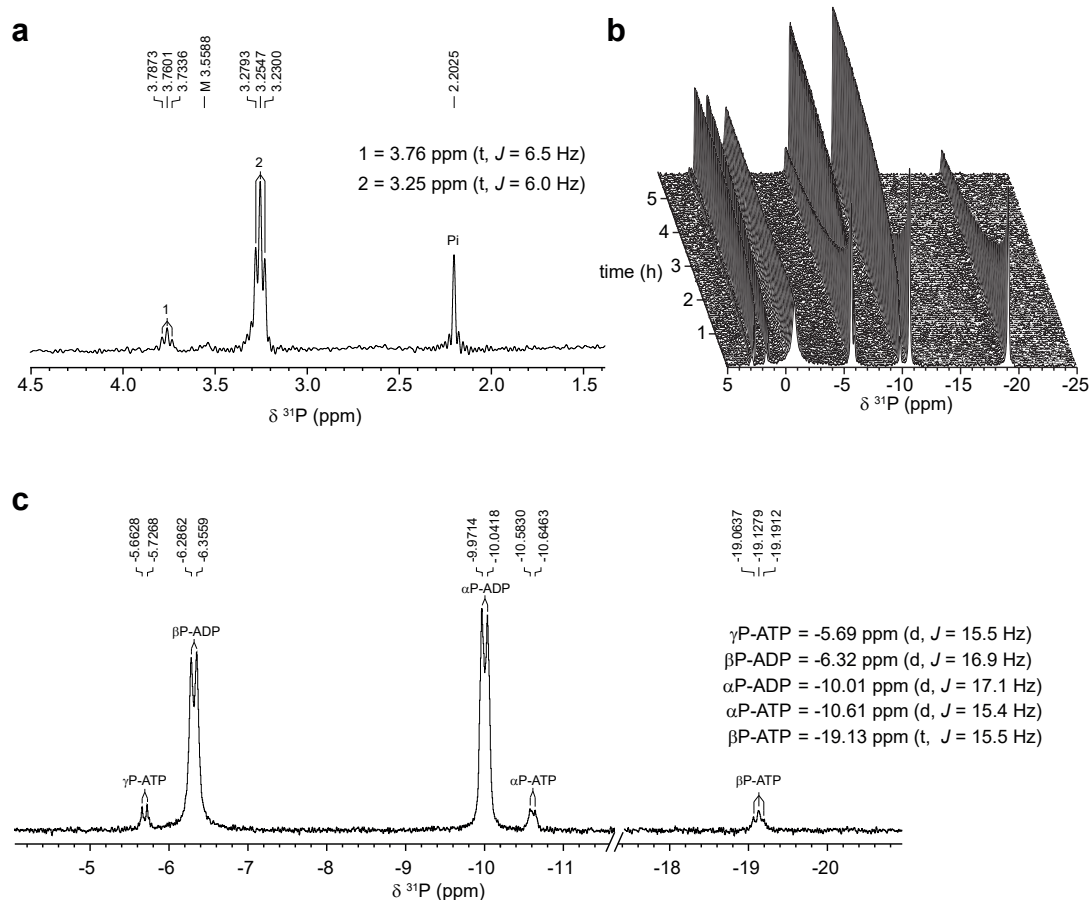 a
3.7873
3.7601
3.7336
M 3.5588
3.2793
3.2547
3.2300
2.2025
1 = 3.76 ppm (t, J = 6.5 Hz)
2 = 3.25 ppm (t, J = 6.0 Hz)
1
2
Pi
4.5 4.0 3.5 3.0 2.5 2.0 1.5
δ ³¹P (ppm)
b
5
4
3
2
1
time (h)
5 0 -5 -10 -15 -20 -25
δ ³¹P (ppm)
c
-5.6628
-5.7268
-6.2862
-6.3559
-9.9714
-10.0418
-10.5830
-10.6463
-19.0637
-19.1279
-19.1912
γP-ATP
βP-ADP
αP-ADP
αP-ATP
βP-ATP
γP-ATP = -5.69 ppm (d, J = 15.5 Hz)
βP-ADP = -6.32 ppm (d, J = 16.9 Hz)
αP-ADP = -10.01 ppm (d, J = 17.1 Hz)
αP-ATP = -10.61 ppm (d, J = 15.4 Hz)
βP-ATP = -19.13 ppm (t, J = 15.5 Hz)
-5 -6 -7 -8 -9 -10 -11 -18 -19 -20
δ ³¹P (ppm)